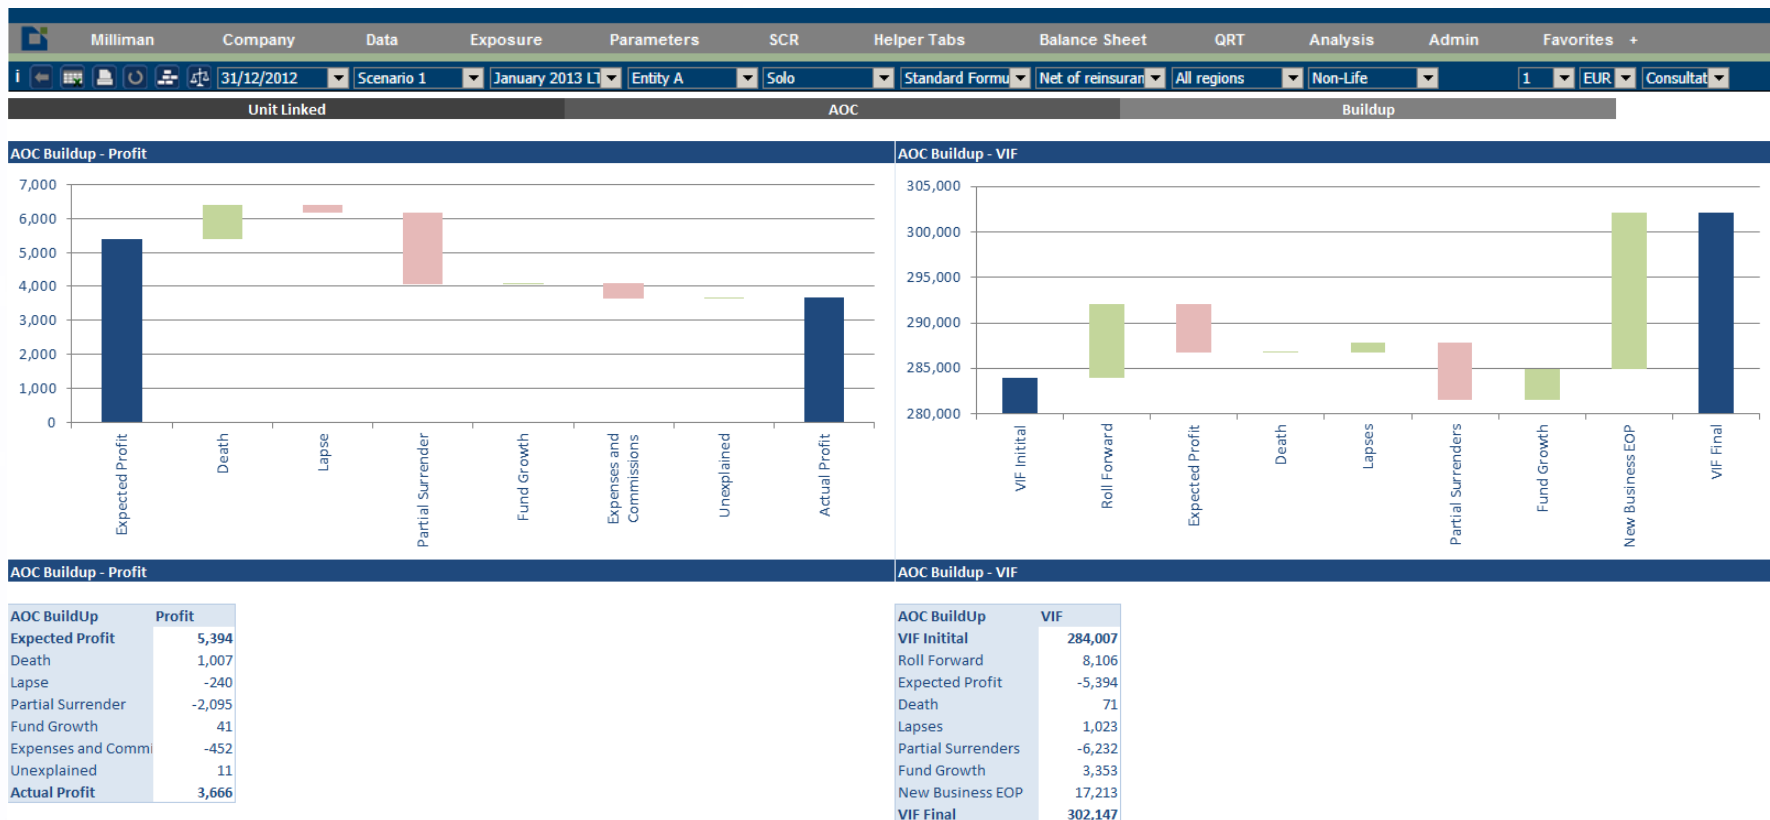 Milliman Company Data Exposure Parameters SCR Helper Tabs Balance Sheet QRT Analysis Admin Favorites +
i 31/12/2012 Scenario 1 January 2013 LT Entity A Solo Standard Formu Net of reinsuran All regions Non-Life 1 EUR Consultat
Unit Linked AOC Buildup
AOC Buildup - Profit
7,000
6,000
5,000
4,000
3,000
2,000
1,000
0
Expected Profit
Death
Lapse
Partial Surrender
Fund Growth
Expenses and
Commissions
Unexplained
Actual Profit
AOC Buildup - VIF
305,000
300,000
295,000
290,000
285,000
280,000
VIF Initital
Roll Forward
Expected Profit
Death
Lapses
Partial Surrenders
Fund Growth
New Business EOP
VIF Final
AOC Buildup - Profit
AOC BuildUp Profit
Expected Profit 5,394
Death 1,007
Lapse -240
Partial Surrender -2,095
Fund Growth 41
Expenses and Commi -452
Unexplained 11
Actual Profit 3,666
AOC Buildup - VIF
AOC BuildUp VIF
VIF Initital 284,007
Roll Forward 8,106
Expected Profit -5,394
Death 71
Lapses 1,023
Partial Surrenders -6,232
Fund Growth 3,353
New Business EOP 17,213
VIF Final 302,147